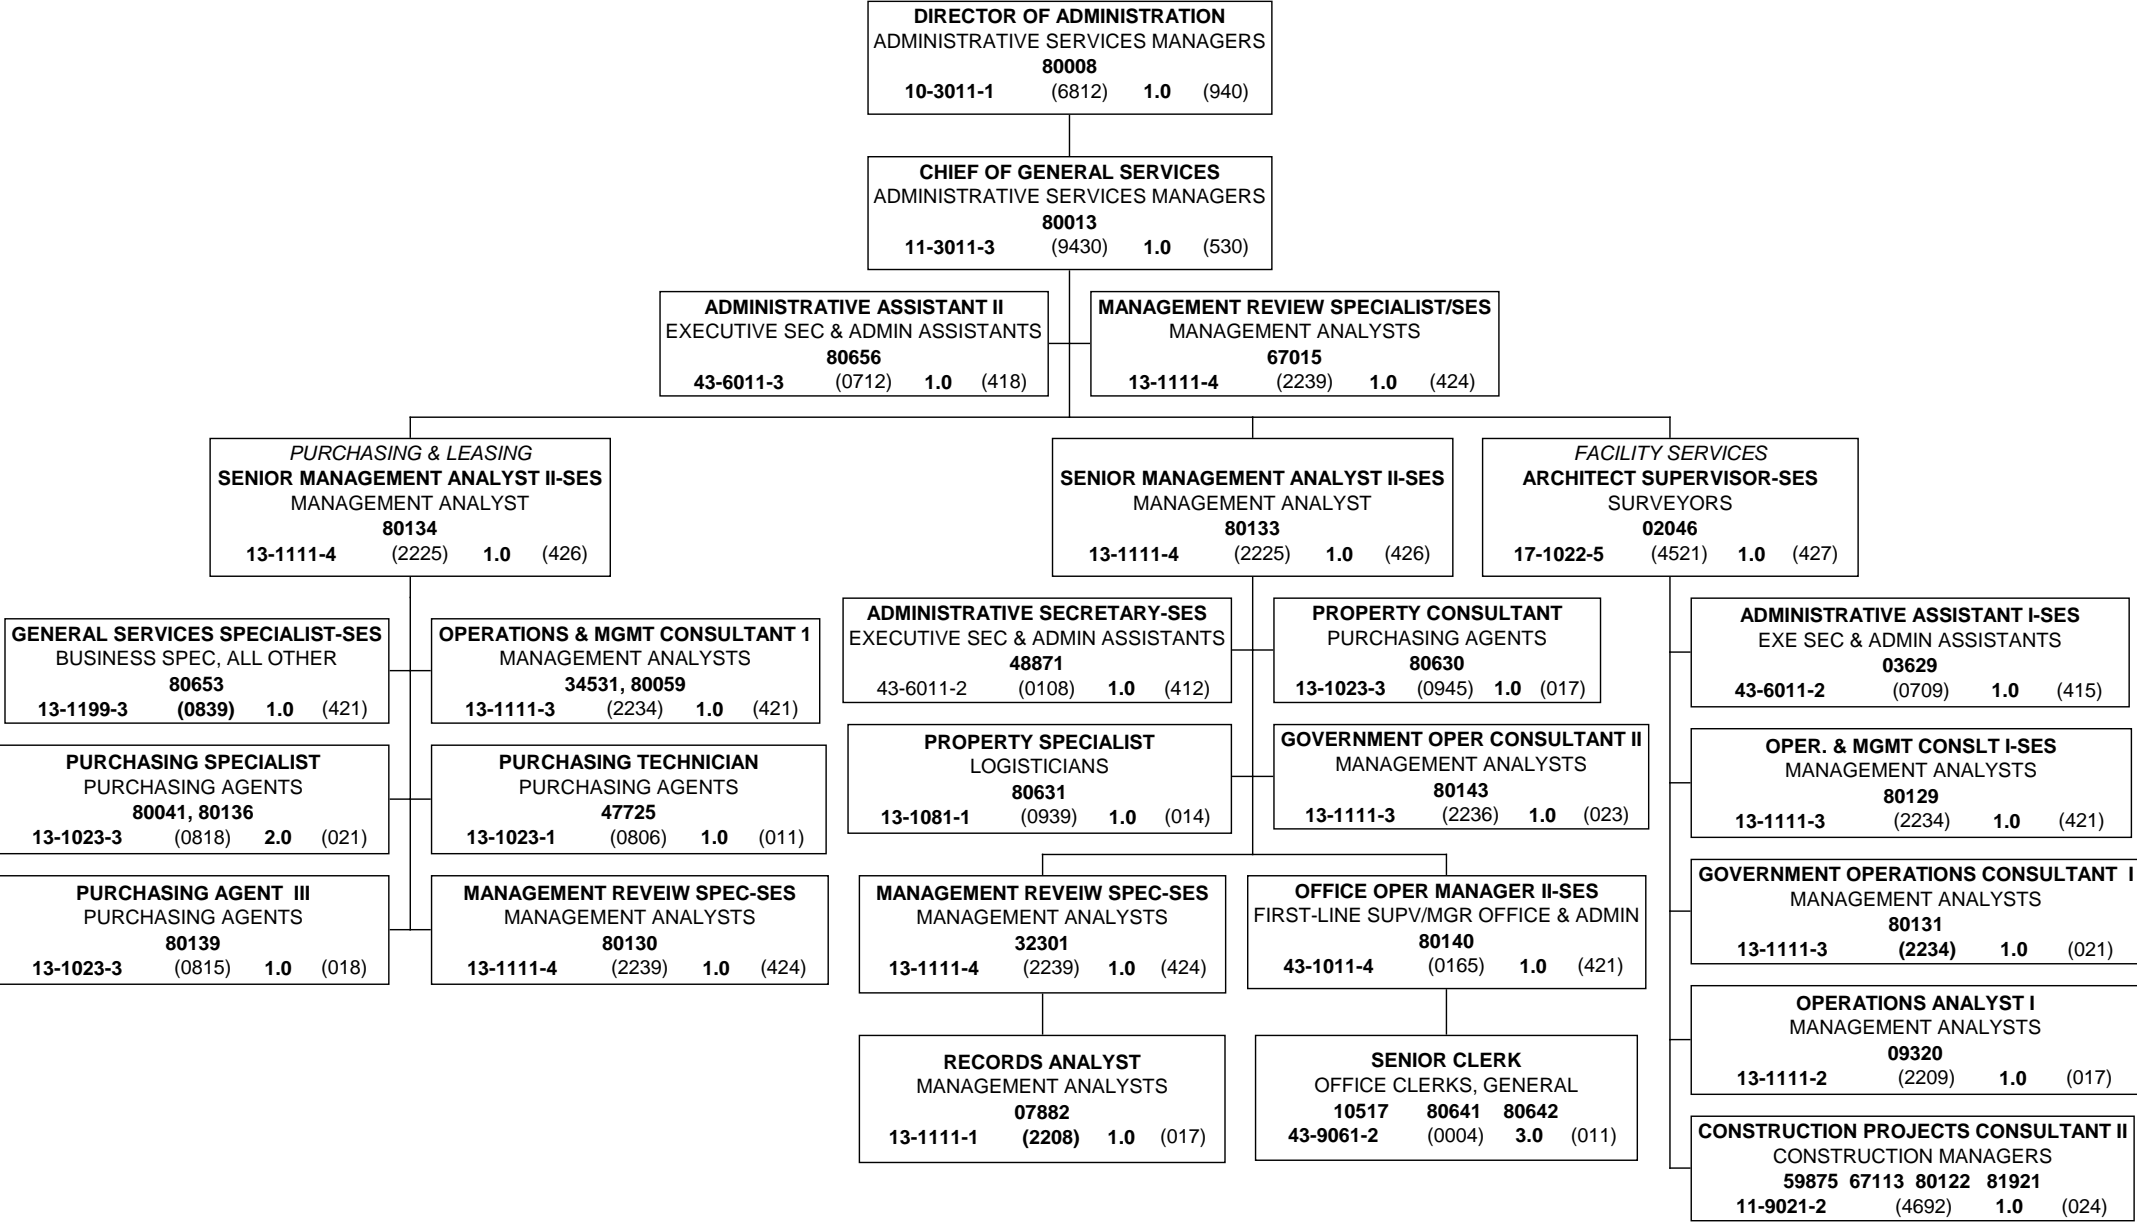 DIRECTOR OF ADMINISTRATION
ADMINISTRATIVE SERVICES MANAGERS
80008
10-3011-1 (6812) 1.0 (940)
CHIEF OF GENERAL SERVICES
ADMINISTRATIVE SERVICES MANAGERS
80013
11-3011-3 (9430) 1.0 (530)
ADMINISTRATIVE ASSISTANT II
EXECUTIVE SEC & ADMIN ASSISTANTS
80656
43-6011-3 (0712) 1.0 (418)
MANAGEMENT REVIEW SPECIALIST/SES
MANAGEMENT ANALYSTS
67015
13-1111-4 (2239) 1.0 (424)
PURCHASING & LEASING
SENIOR MANAGEMENT ANALYST II-SES
MANAGEMENT ANALYST
80134
13-1111-4 (2225) 1.0 (426)
SENIOR MANAGEMENT ANALYST II-SES
MANAGEMENT ANALYST
80133
13-1111-4 (2225) 1.0 (426)
FACILITY SERVICES
ARCHITECT SUPERVISOR-SES
SURVEYORS
02046
17-1022-5 (4521) 1.0 (427)
GENERAL SERVICES SPECIALIST-SES
BUSINESS SPEC, ALL OTHER
80653
13-1199-3 (0839) 1.0 (421)
OPERATIONS & MGMT CONSULTANT 1
MANAGEMENT ANALYSTS
34531, 80059
13-1111-3 (2234) 1.0 (421)
PURCHASING SPECIALIST
PURCHASING AGENTS
80041, 80136
13-1023-3 (0818) 2.0 (021)
PURCHASING TECHNICIAN
PURCHASING AGENTS
47725
13-1023-1 (0806) 1.0 (011)
PURCHASING AGENT III
PURCHASING AGENTS
80139
13-1023-3 (0815) 1.0 (018)
MANAGEMENT REVEIW SPEC-SES
MANAGEMENT ANALYSTS
80130
13-1111-4 (2239) 1.0 (424)
ADMINISTRATIVE SECRETARY-SES
EXECUTIVE SEC & ADMIN ASSISTANTS
48871
43-6011-2 (0108) 1.0 (412)
PROPERTY CONSULTANT
PURCHASING AGENTS
80630
13-1023-3 (0945) 1.0 (017)
PROPERTY SPECIALIST
LOGISTICIANS
80631
13-1081-1 (0939) 1.0 (014)
GOVERNMENT OPER CONSULTANT II
MANAGEMENT ANALYSTS
80143
13-1111-3 (2236) 1.0 (023)
MANAGEMENT REVEIW SPEC-SES
MANAGEMENT ANALYSTS
32301
13-1111-4 (2239) 1.0 (424)
OFFICE OPER MANAGER II-SES
FIRST-LINE SUPV/MGR OFFICE & ADMIN
80140
43-1011-4 (0165) 1.0 (421)
RECORDS ANALYST
MANAGEMENT ANALYSTS
07882
13-1111-1 (2208) 1.0 (017)
SENIOR CLERK
OFFICE CLERKS, GENERAL
10517 80641 80642
43-9061-2 (0004) 3.0 (011)
ADMINISTRATIVE ASSISTANT I-SES
EXE SEC & ADMIN ASSISTANTS
03629
43-6011-2 (0709) 1.0 (415)
OPER. & MGMT CONSLT I-SES
MANAGEMENT ANALYSTS
80129
13-1111-3 (2234) 1.0 (421)
GOVERNMENT OPERATIONS CONSULTANT I
MANAGEMENT ANALYSTS
80131
13-1111-3 (2234) 1.0 (021)
OPERATIONS ANALYST I
MANAGEMENT ANALYSTS
09320
13-1111-2 (2209) 1.0 (017)
CONSTRUCTION PROJECTS CONSULTANT II
CONSTRUCTION MANAGERS
59875 67113 80122 81921
11-9021-2 (4692) 1.0 (024)